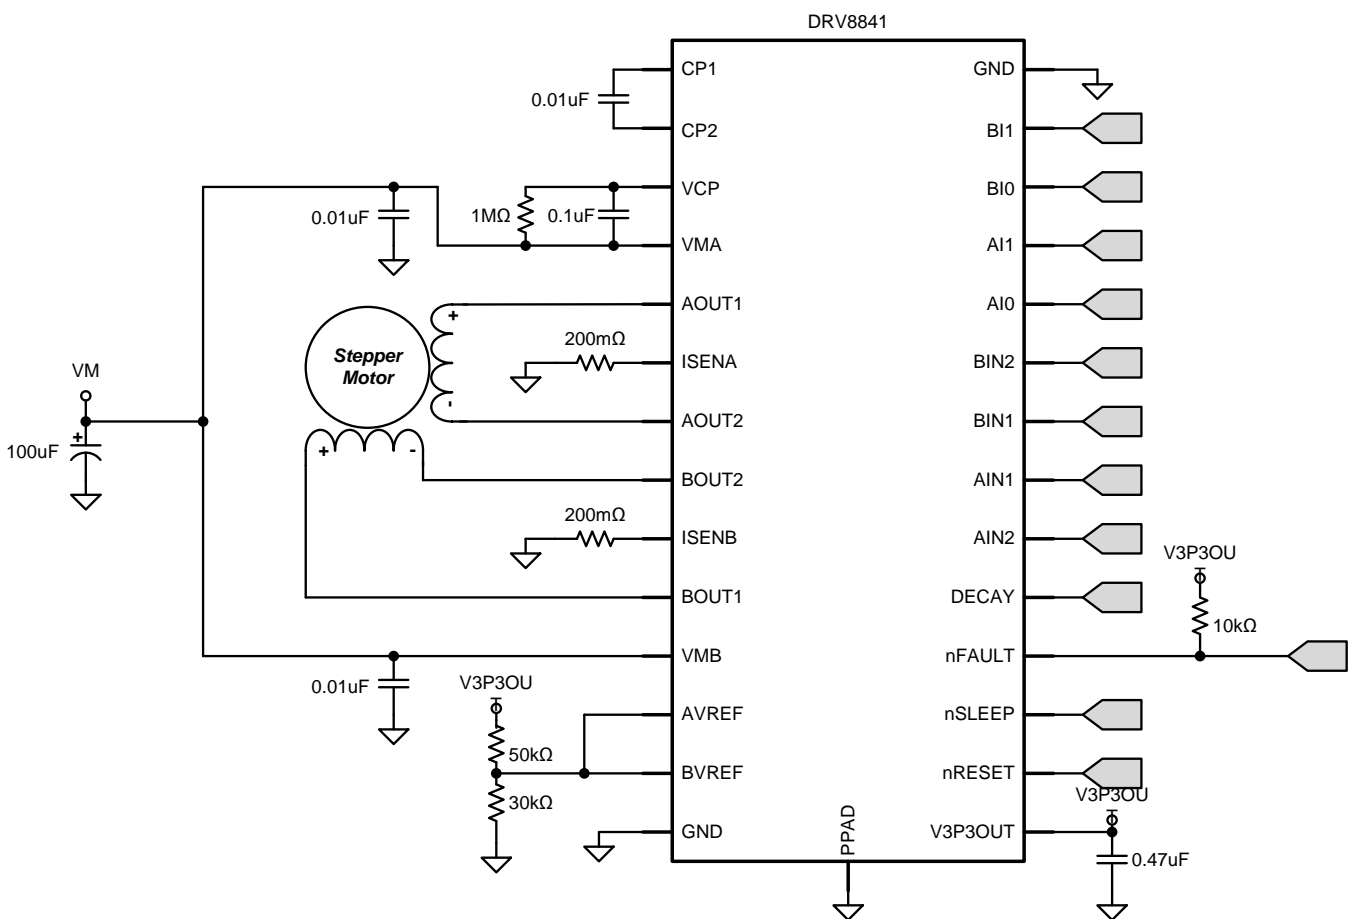 DRV8841
CP1
GND
0.01uF
CP2
BI1
VCP
BI0
0.01uF
1MΩ
0.1uF
VMA
AI1
AOUT1
AI0
+
200mΩ
Stepper
Motor
ISENA
BIN2
VM
-
AOUT2
BIN1
+
100uF
+
-
BOUT2
AIN1
200mΩ
ISENB
AIN2
V3P3OU
BOUT1
DECAY
10kΩ
VMB
nFAULT
0.01uF
V3P3OU
AVREF
nSLEEP
50kΩ
BVREF
nRESET
V3P3OU
30kΩ
GND
PPAD
V3P3OUT
0.47uF